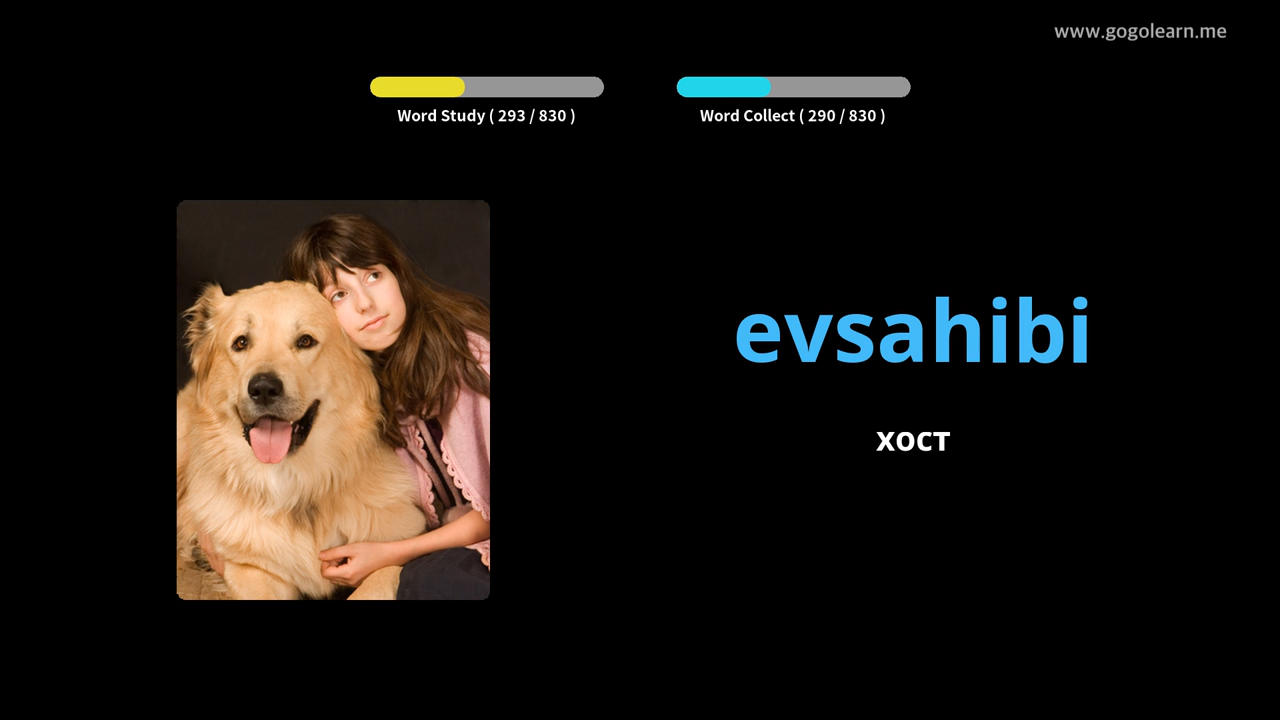 www.gogolearn.me
Word Study ( 293 / 830 )
Word Collect ( 290 / 830 )
evsahibi
хост